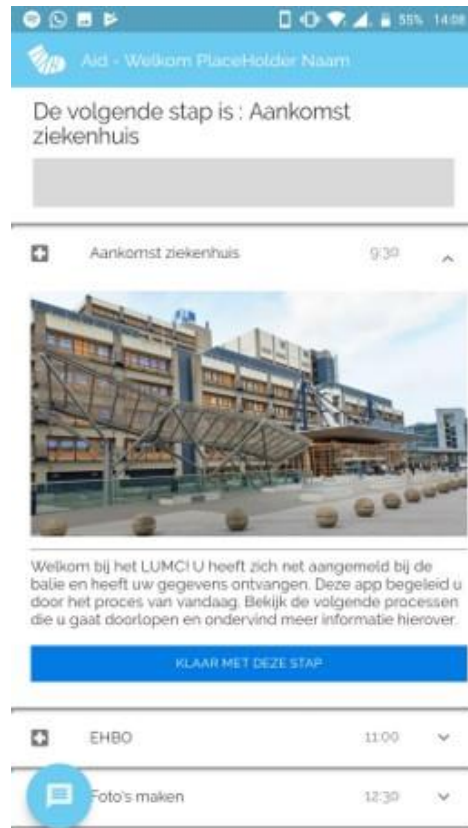 55% 14:08
Aid - Welkom PlaceHolder Naam
De volgende stap is : Aankomst
ziekenhuis
Aankomst ziekenhuis 9:30
Welkom bij het LUMC! U heeft zich net aangemeld bij de
balie en heeft uw gegevens ontvangen. Deze app begeleid u
door het proces van vandaag. Bekijk de volgende processen
die u gaat doorlopen en ondervind meer informatie hierover.
KLAAR MET DEZE STAP
EHBO 11:00
Foto's maken 12:30